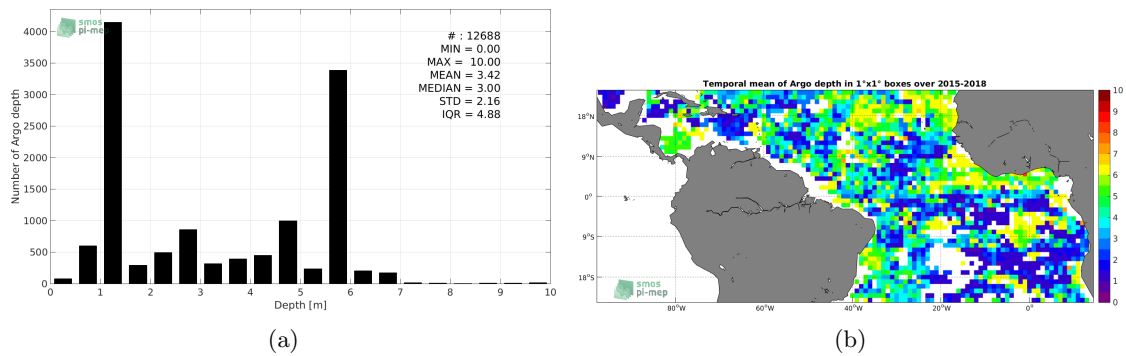 smos
pi-mep
# : 12688
MIN = 0.00
MAX = 10.00
MEAN = 3.42
MEDIAN = 3.00
STD = 2.16
IQR = 4.88
Number of Argo depth
4000
3500
3000
2500
2000
1500
1000
500
0
0 1 2 3 4 5 6 7 8 9 10
Depth [m]
(a)
Temporal mean of Argo depth in 1°x1° boxes over 2015-2018
18°N
9°N
0°
9°S
18°S
80°W 60°W 40°W 20°W 0°
smos
pi-mep
10
9
8
7
6
5
4
3
2
1
0
(b)